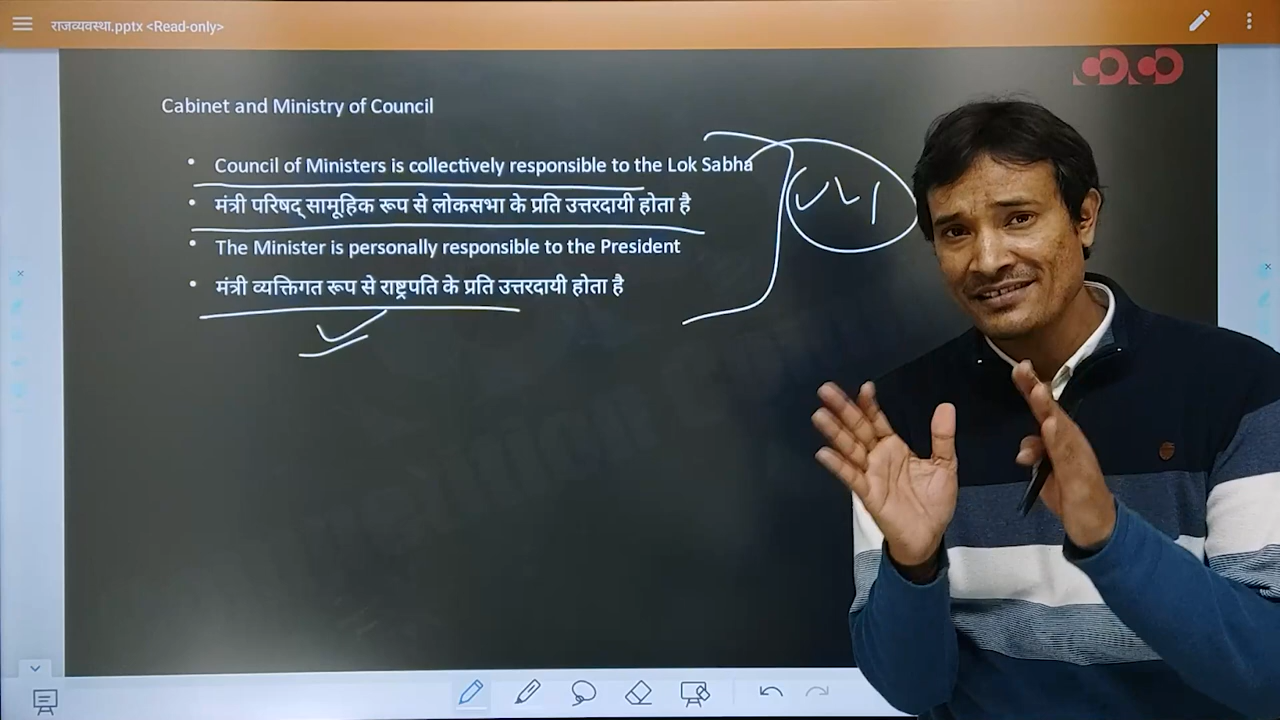 राजव्यवस्था.pptx <Read-only>
Cabinet and Ministry of Council
• Council of Ministers is collectively responsible to the Lok Sabha
• मंत्री परिषद् सामूहिक रूप से लोकसभा के प्रति उत्तरदायी होता है
• The Minister is personally responsible to the President
• मंत्री व्यक्तिगत रूप से राष्ट्रपति के प्रति उत्तरदायी होता है